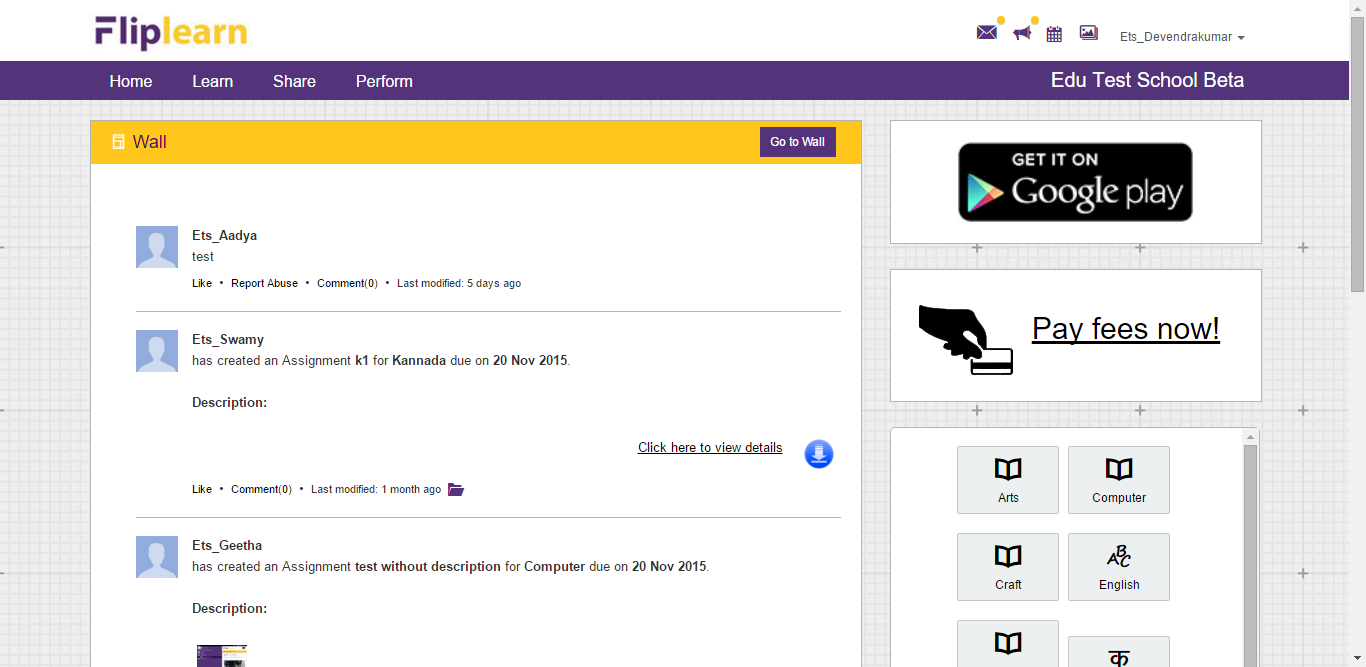 Fliplearn
Ets_Devendrakumar
Home Learn Share Perform
Edu Test School Beta
Wall
Go to Wall
Ets_Aadya
test
Like • Report Abuse • Comment(0) • Last modified: 5 days ago
Ets_Swamy
has created an Assignment k1 for Kannada due on 20 Nov 2015.
Description:
Click here to view details
Like • Comment(0) • Last modified: 1 month ago
Ets_Geetha
has created an Assignment test without description for Computer due on 20 Nov 2015.
Description:
GET IT ON
Google play
Pay fees now!
Arts
Computer
Craft
ABC
English
क